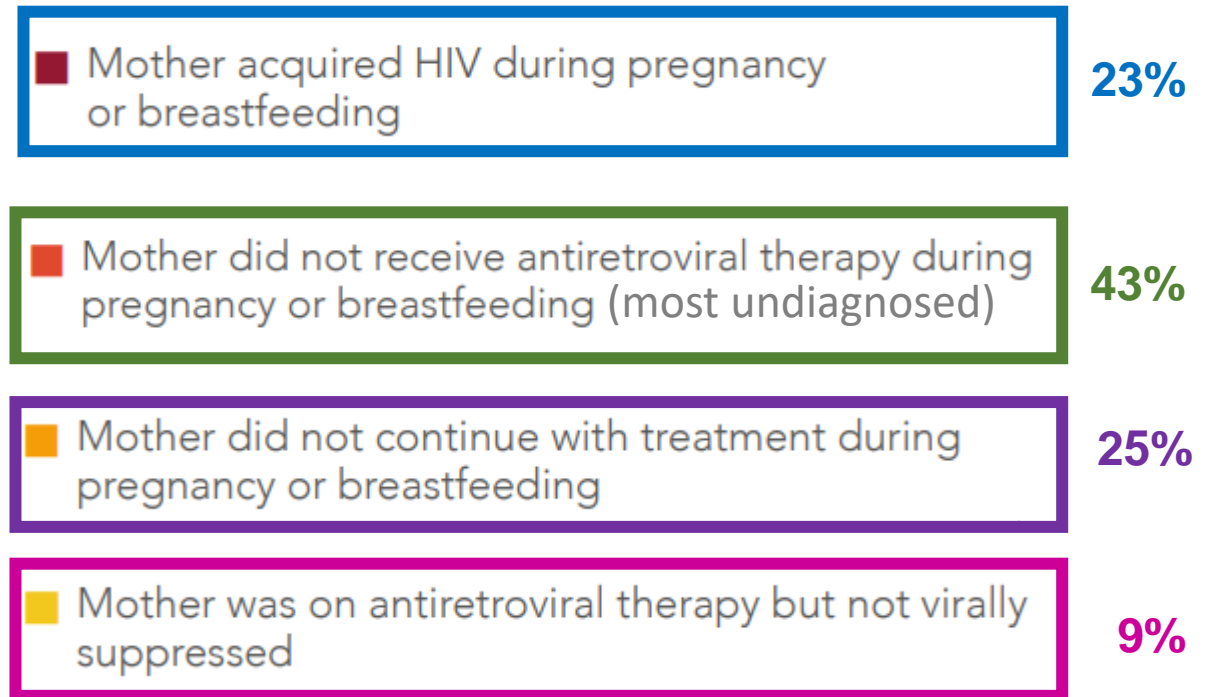 Mother acquired HIV during pregnancy
or breastfeeding
23%
Mother did not receive antiretroviral therapy during
pregnancy or breastfeeding (most undiagnosed)
43%
Mother did not continue with treatment during
pregnancy or breastfeeding
25%
Mother was on antiretroviral therapy but not virally
suppressed
9%